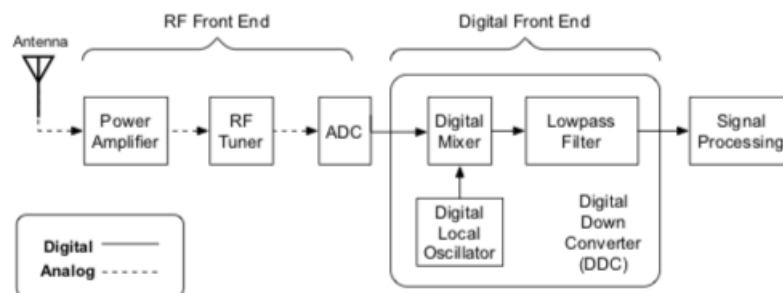 RF Front End
Digital Front End
Antenna
Power
Amplifier
RF
Tuner
ADC
Digital
Mixer
Lowpass
Filter
Signal
Processing
Digital
Local
Oscillator
Digital
Down
Converter
(DDC)
Digital
Analog